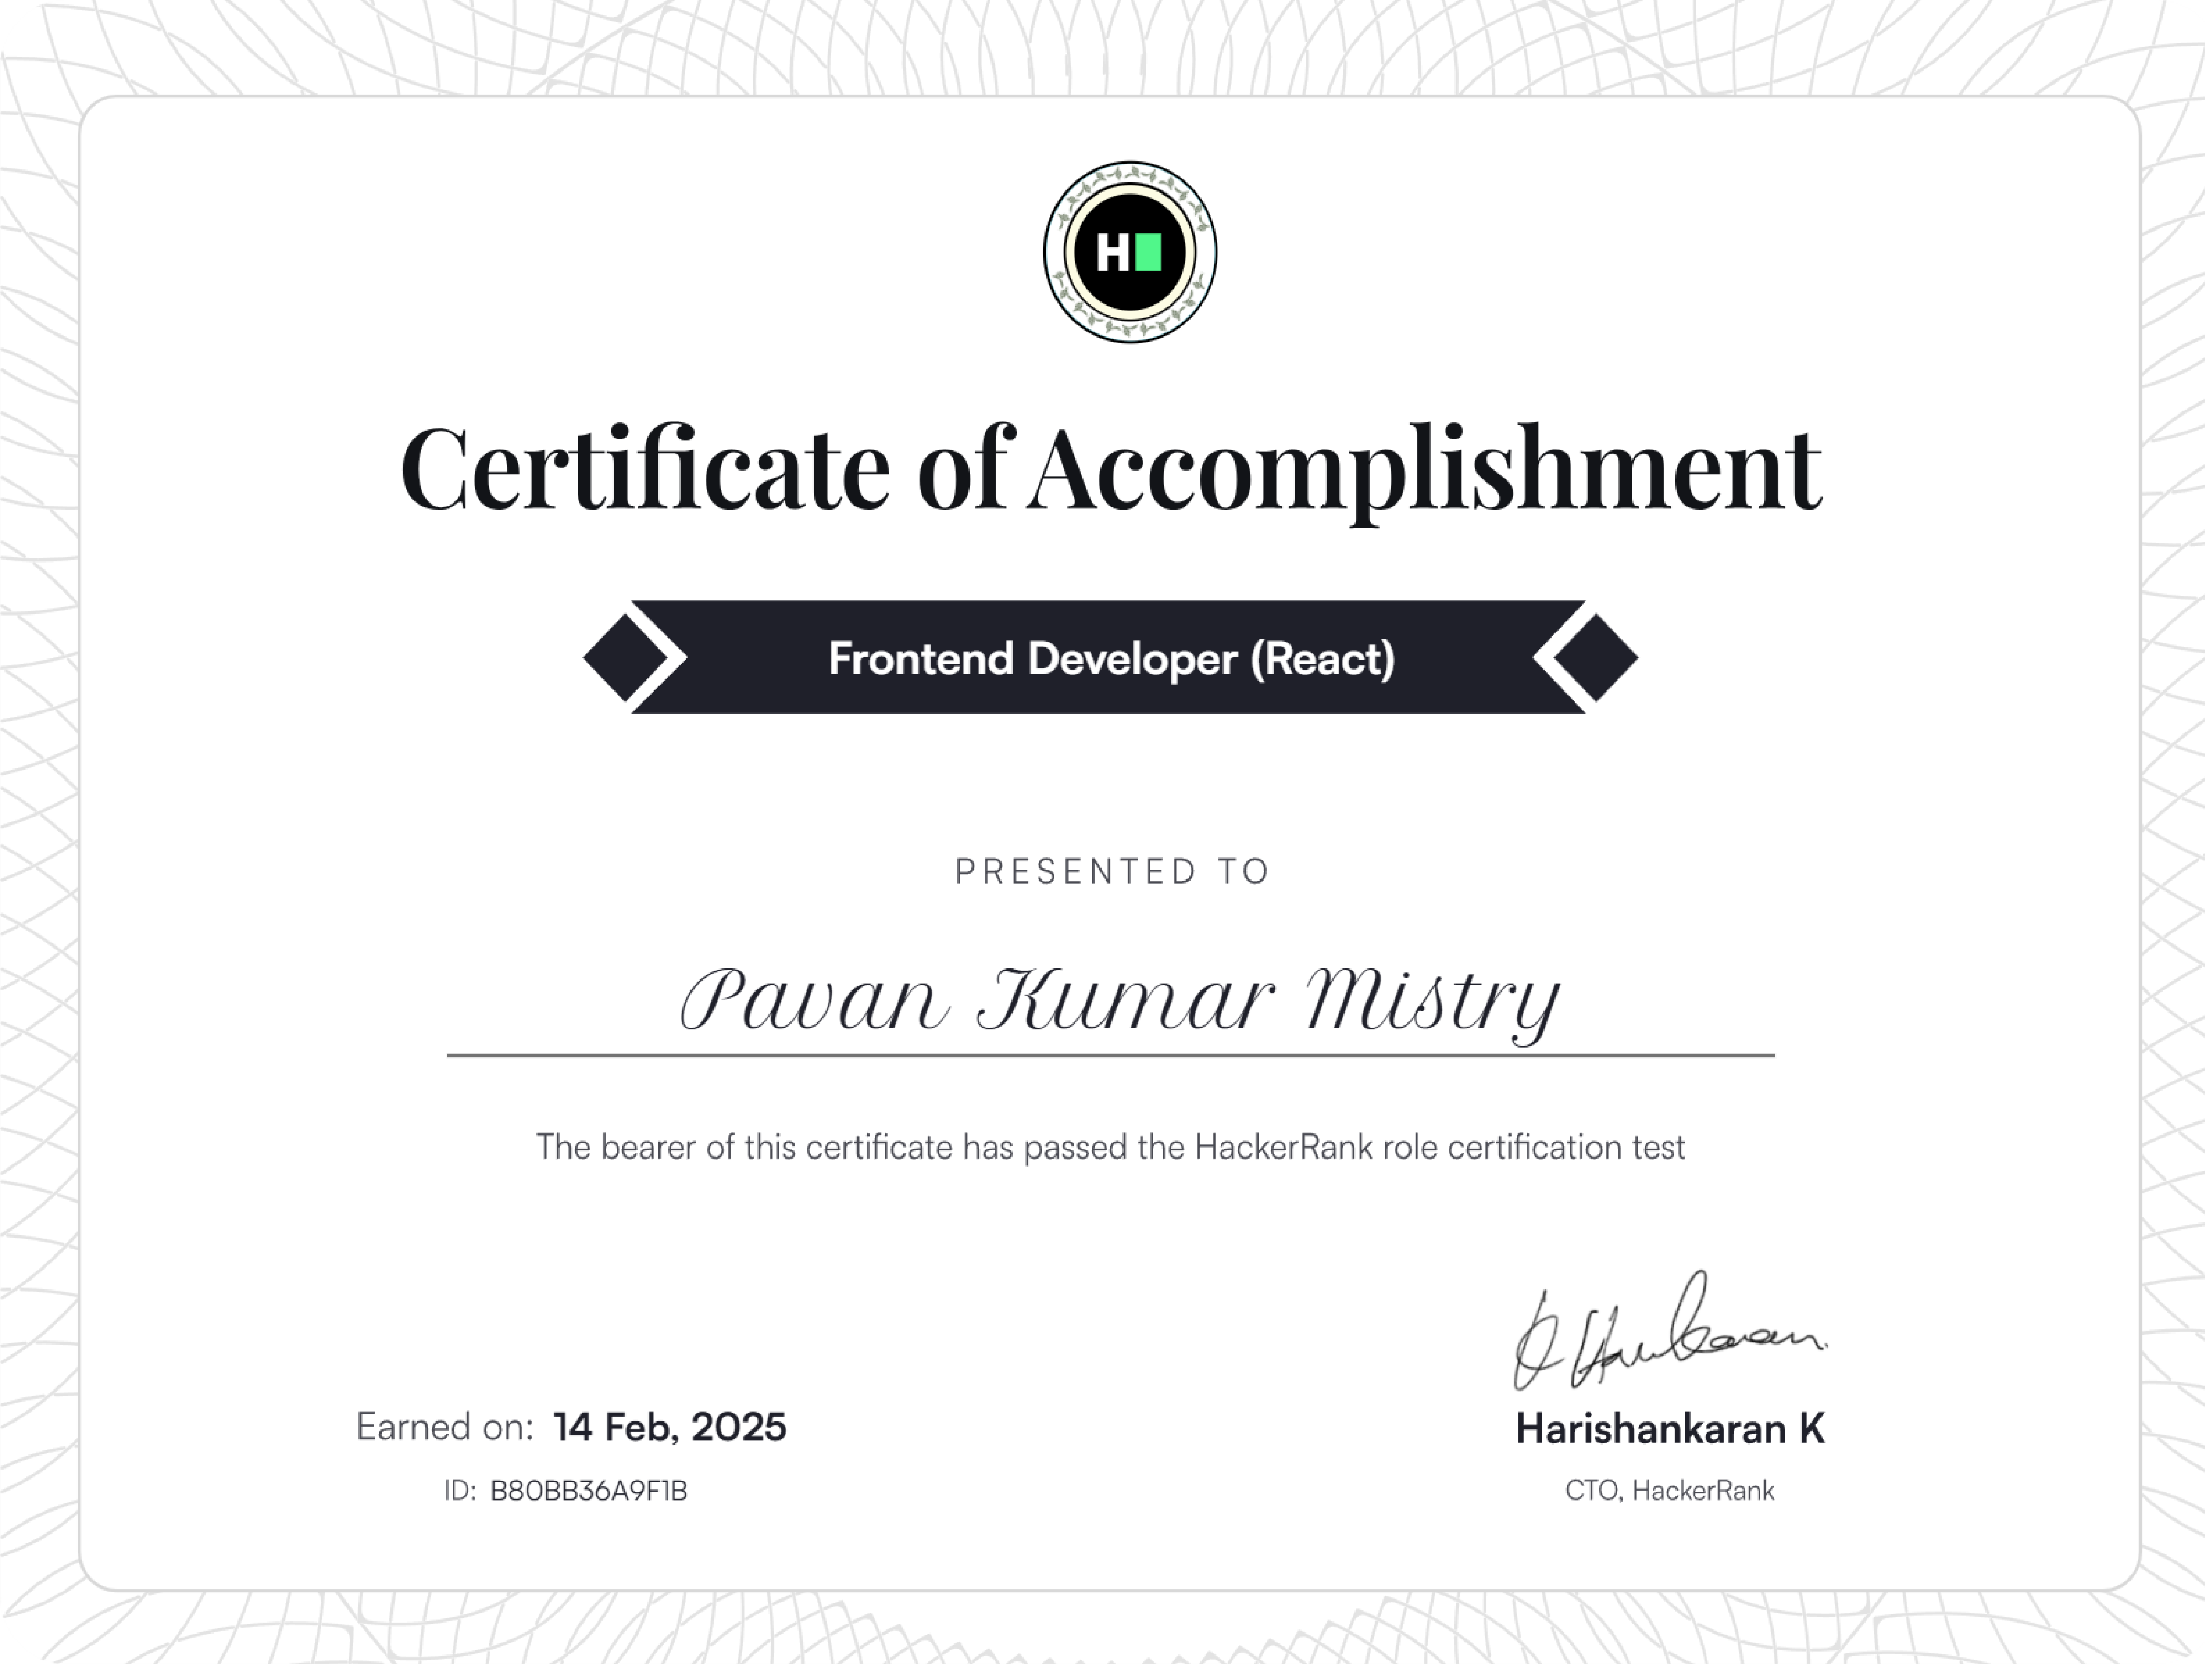 H
Certificate of Accomplishment
Frontend Developer (React)
PRESENTED TO
Pavan Kumar Mistry
The bearer of this certificate has passed the HackerRank role certification test
Earned on: 14 Feb, 2025
ID: B80BB36A9F1B
Harishankaran K
CTO, HackerRank